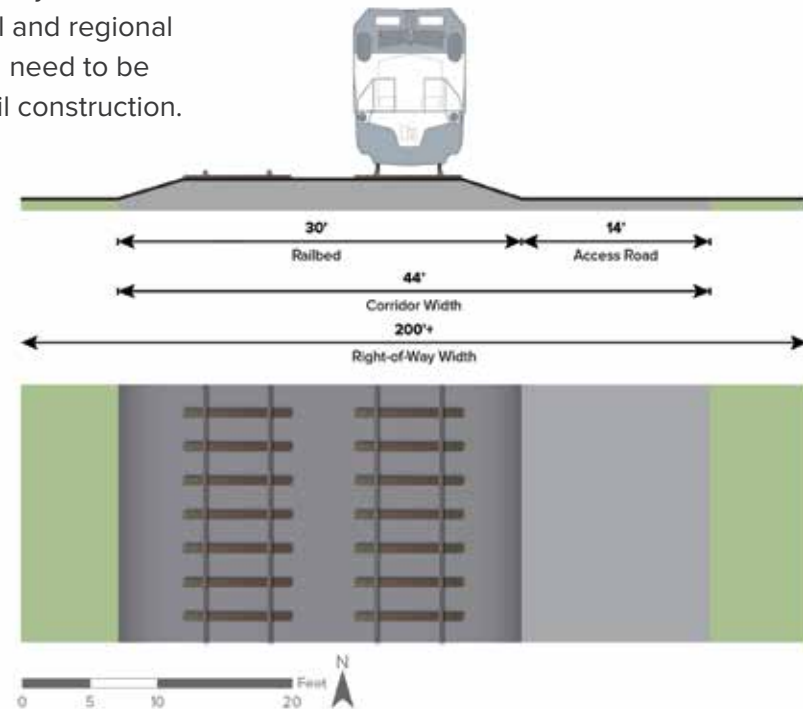 l and regional
need to be
il construction.
30'
Railbed
14'
Access Road
44'
Corridor Width
200'+
Right-of-Way Width
N
Feet
0 5 10 20